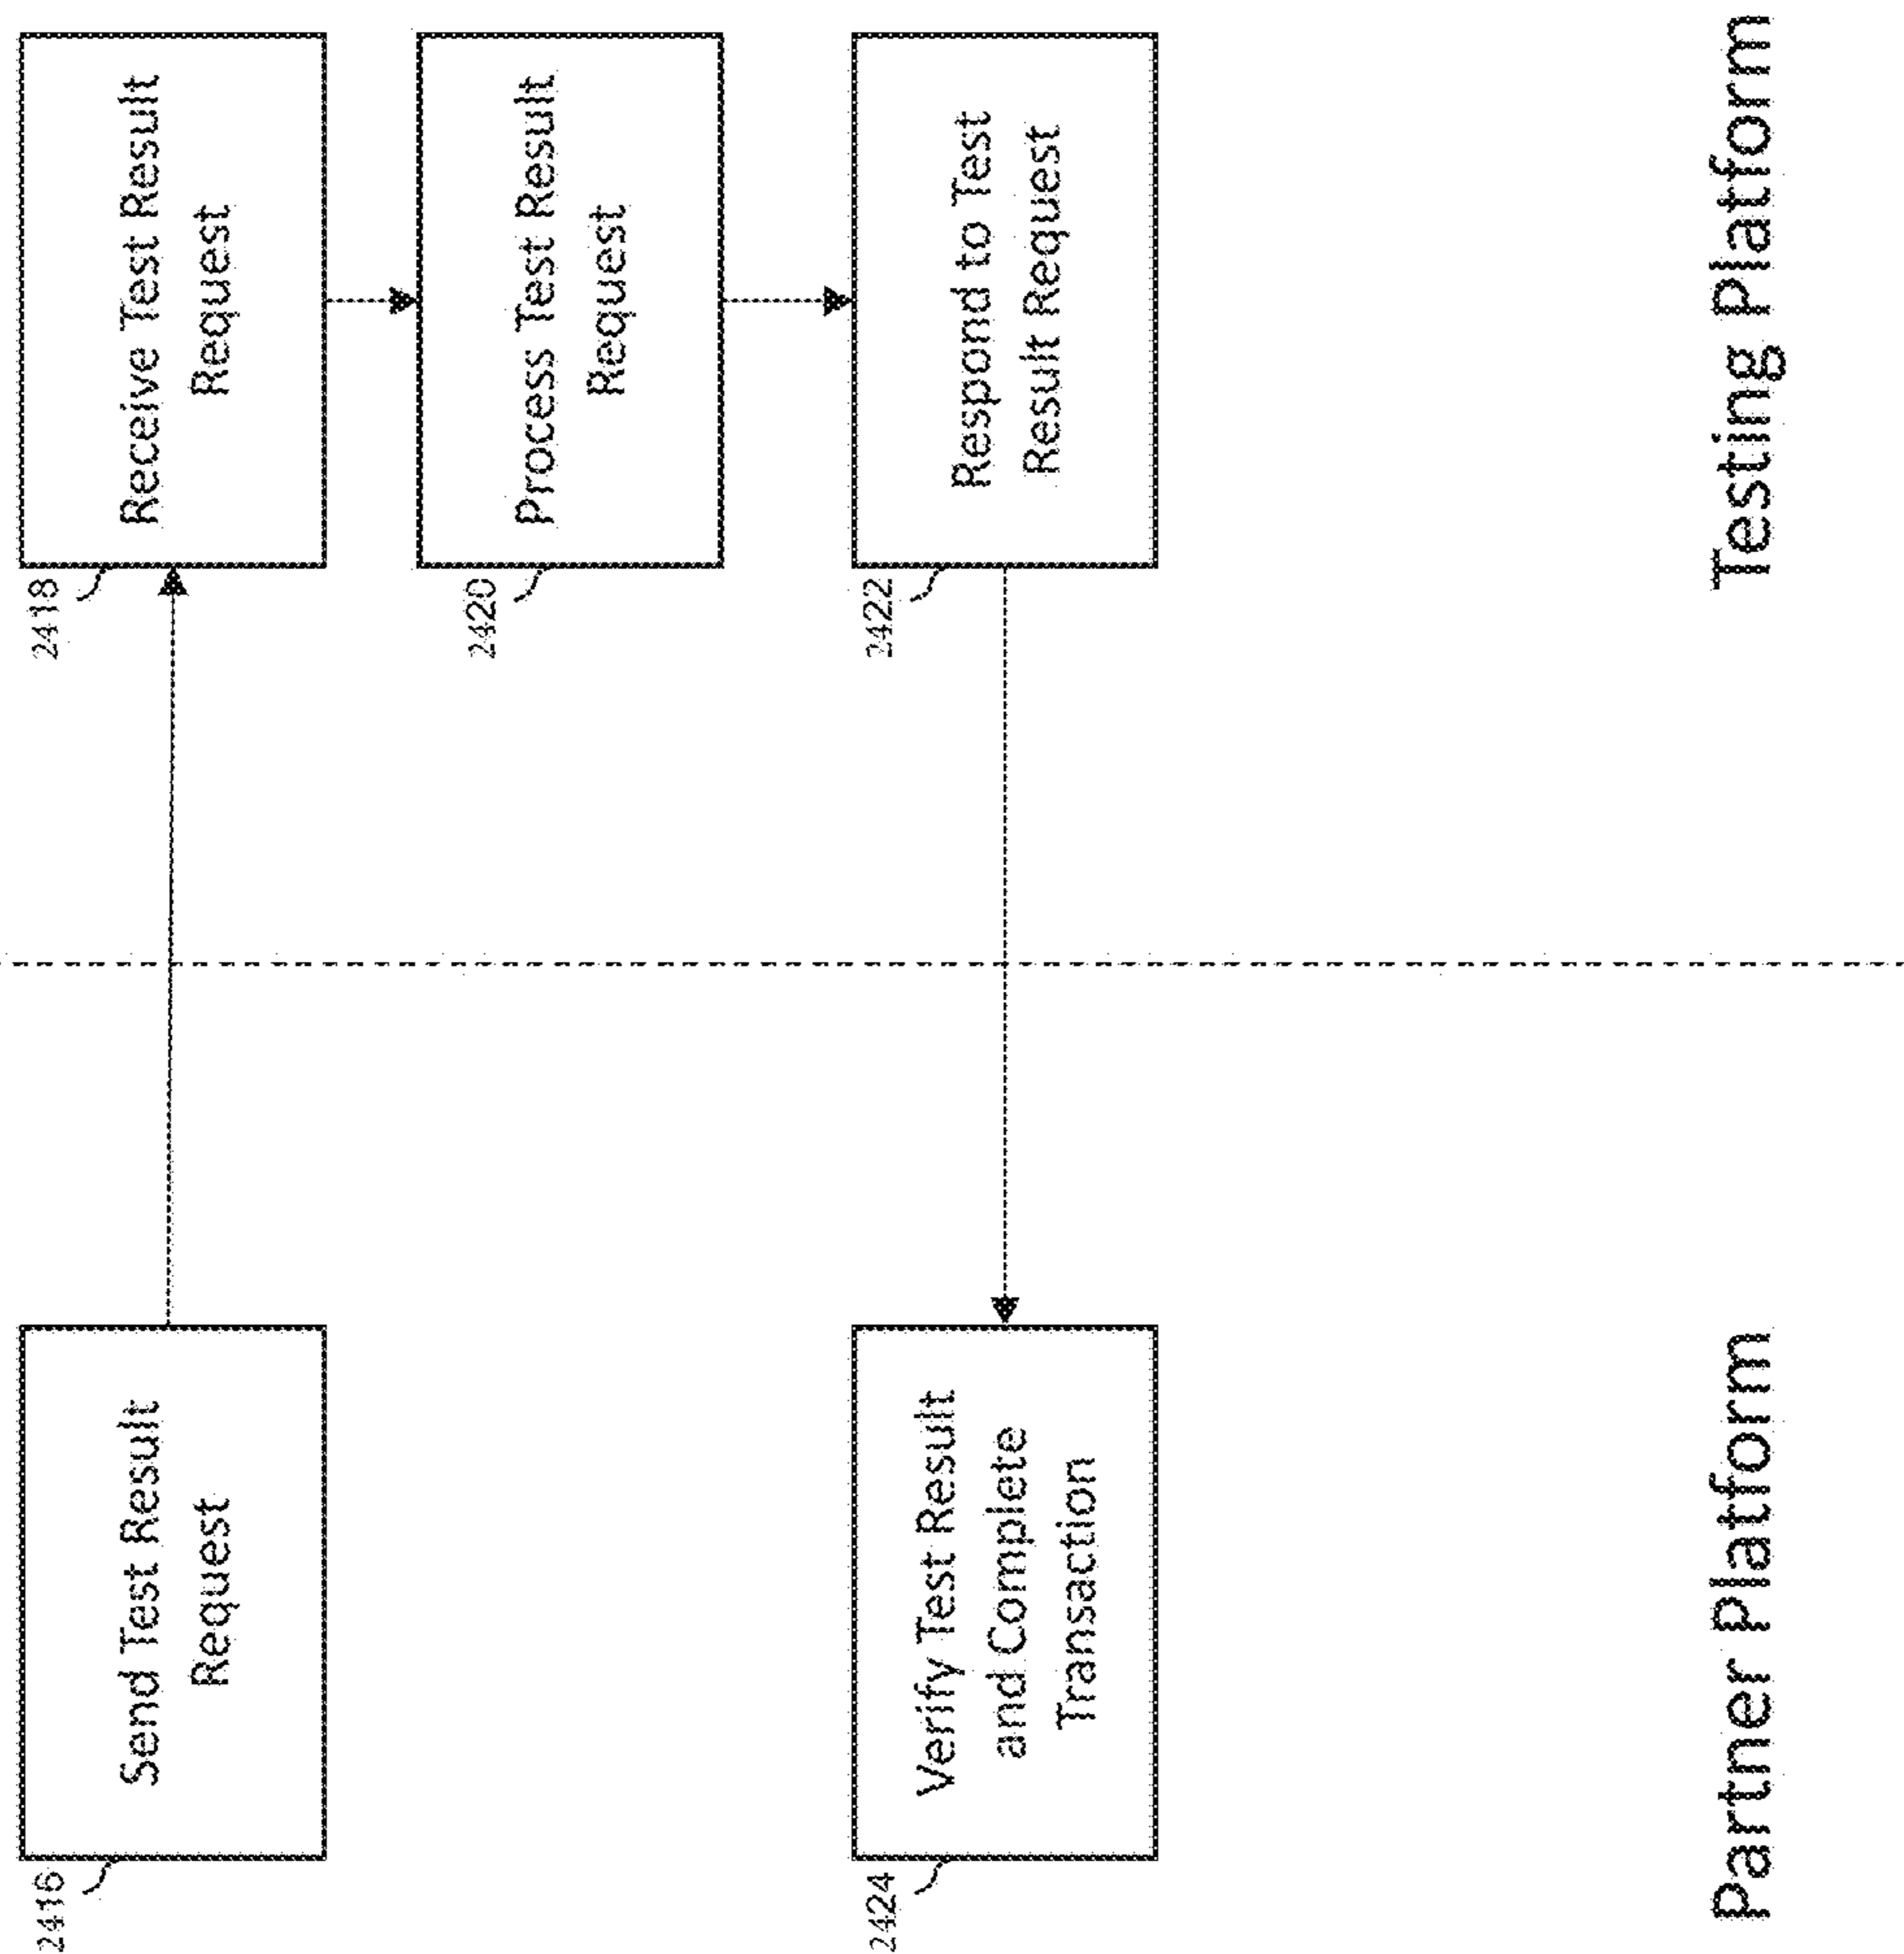 2416
Send Test Result
Request
2418
Receive Test Result
Request
2420
Process Test Result
Request
2424
Verify Test Result
and Complete
Transaction
2422
Respond to Test
Result Request
Partner Platform
Testing Platform